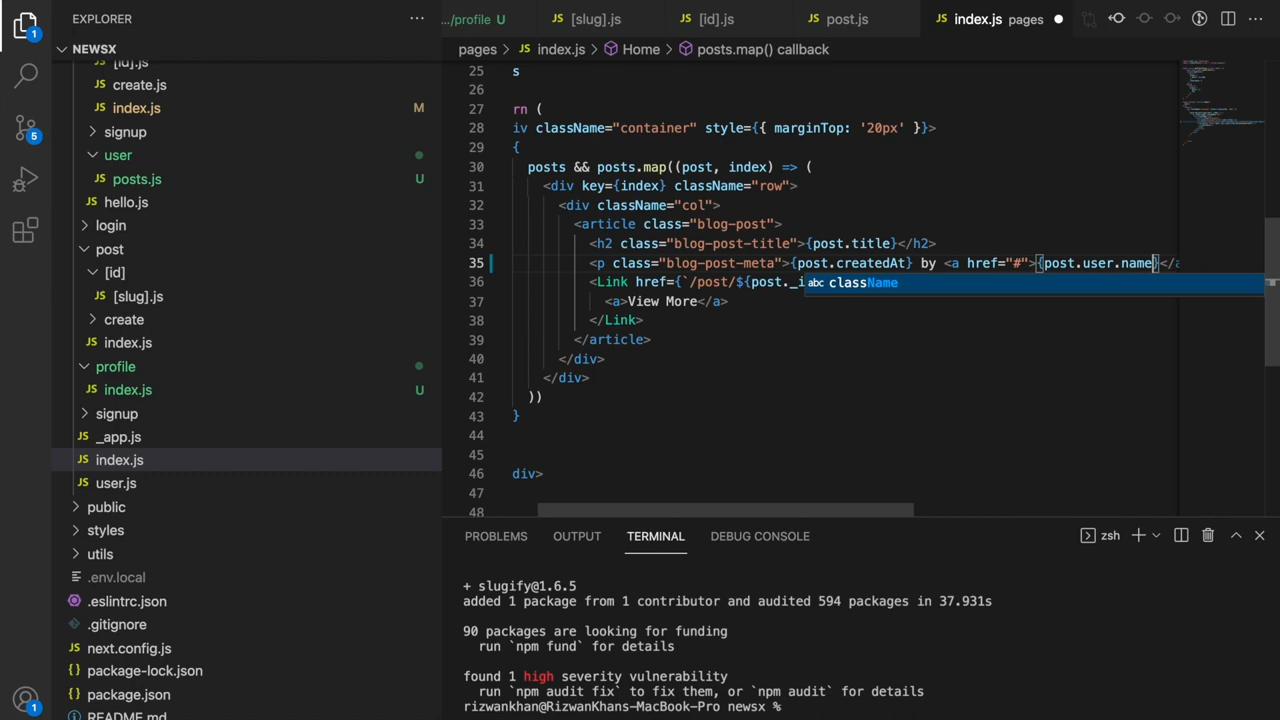 EXPLORER
NEWSX
[id].js
create.js
index.js M
signup
user
posts.js U
hello.js
login
post
[id]
[slug].js
create
index.js
profile
index.js U
signup
_app.js
index.js
user.js
public
styles
utils
.env.local
.eslintrc.json
.gitignore
next.config.js
package-lock.json
package.json
README.md
1
5
1
.../profile U JS [slug].js JS [id].js JS post.js JS index.js pages
pages > JS index.js > Home > posts.map() callback
25 s
26
27 rn (
28 iv className="container" style={{ marginTop: '20px' }}>
29 {
30 posts && posts.map((post, index) => (
31 <div key={index} className="row">
32 <div className="col">
33 <article class="blog-post">
34 <h2 class="blog-post-title">{post.title}</h2>
35 <p class="blog-post-meta">{post.createdAt} by <a href="#">{post.user.name}</a
36 <Link href={`/post/${post._i
abc className
37 <a>View More</a>
38 </Link>
39 </article>
40 </div>
41 </div>
42 ))
43 }
44
45
46 div>
47
48
PROBLEMS OUTPUT TERMINAL DEBUG CONSOLE zsh
+ slugify@1.6.5
added 1 package from 1 contributor and audited 594 packages in 37.931s
90 packages are looking for funding
run `npm fund` for details
found 1 high severity vulnerability
run `npm audit fix` to fix them, or `npm audit` for details
rizwankhan@RizwanKhans-MacBook-Pro newsx %